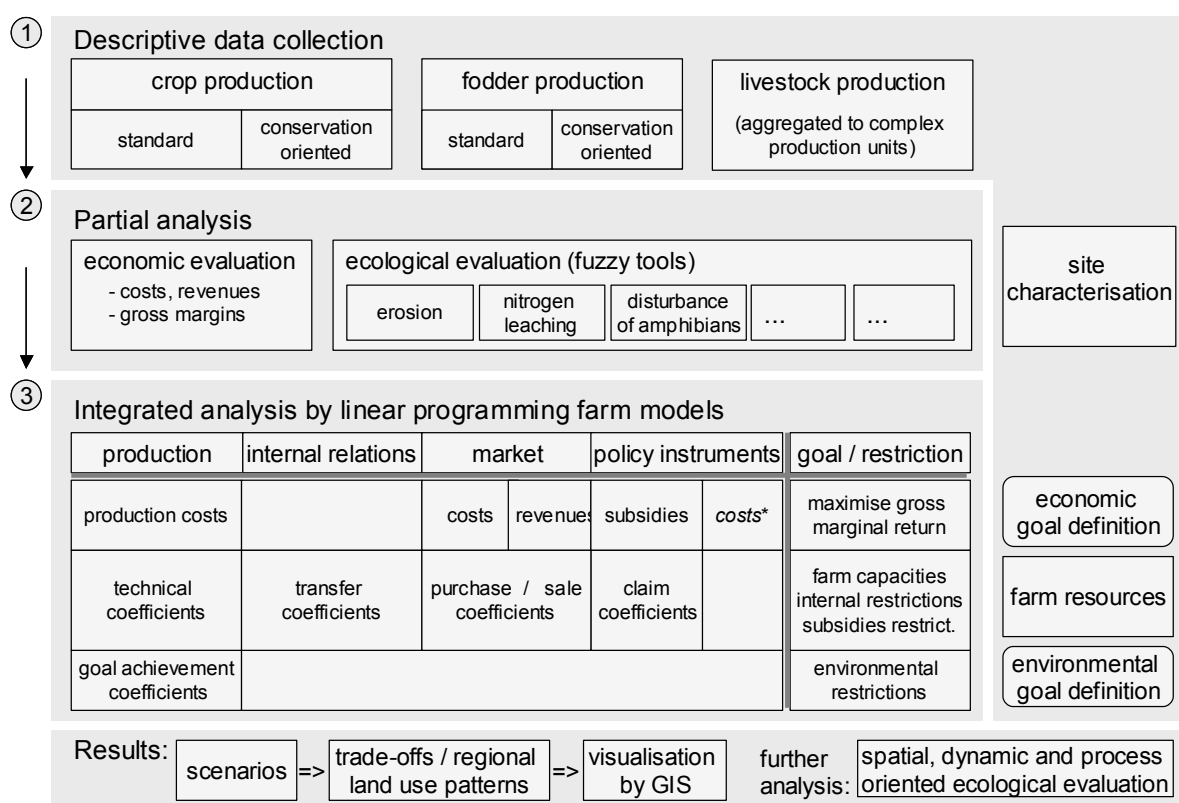 1
Descriptive data collection
crop production
standard
conservation
oriented
fodder production
standard
conservation
oriented
livestock production
(aggregated to complex
production units)
2
Partial analysis
economic evaluation
- costs, revenues
- gross margins
ecological evaluation (fuzzy tools)
erosion
nitrogen
leaching
disturbance
of amphibians
...
...
site
characterisation
3
Integrated analysis by linear programming farm models
production
internal relations
market
policy instruments
goal / restriction
production costs
costs
revenues
subsidies
costs*
maximise gross
marginal return
economic
goal definition
technical
coefficients
transfer
coefficients
purchase / sale
coefficients
claim
coefficients
farm capacities
internal restrictions
subsidies restrict.
farm resources
goal achievement
coefficients
environmental
restrictions
environmental
goal definition
Results:
scenarios
=>
trade-offs / regional
land use patterns
=>
visualisation
by GIS
further
analysis:
spatial, dynamic and process
oriented ecological evaluation